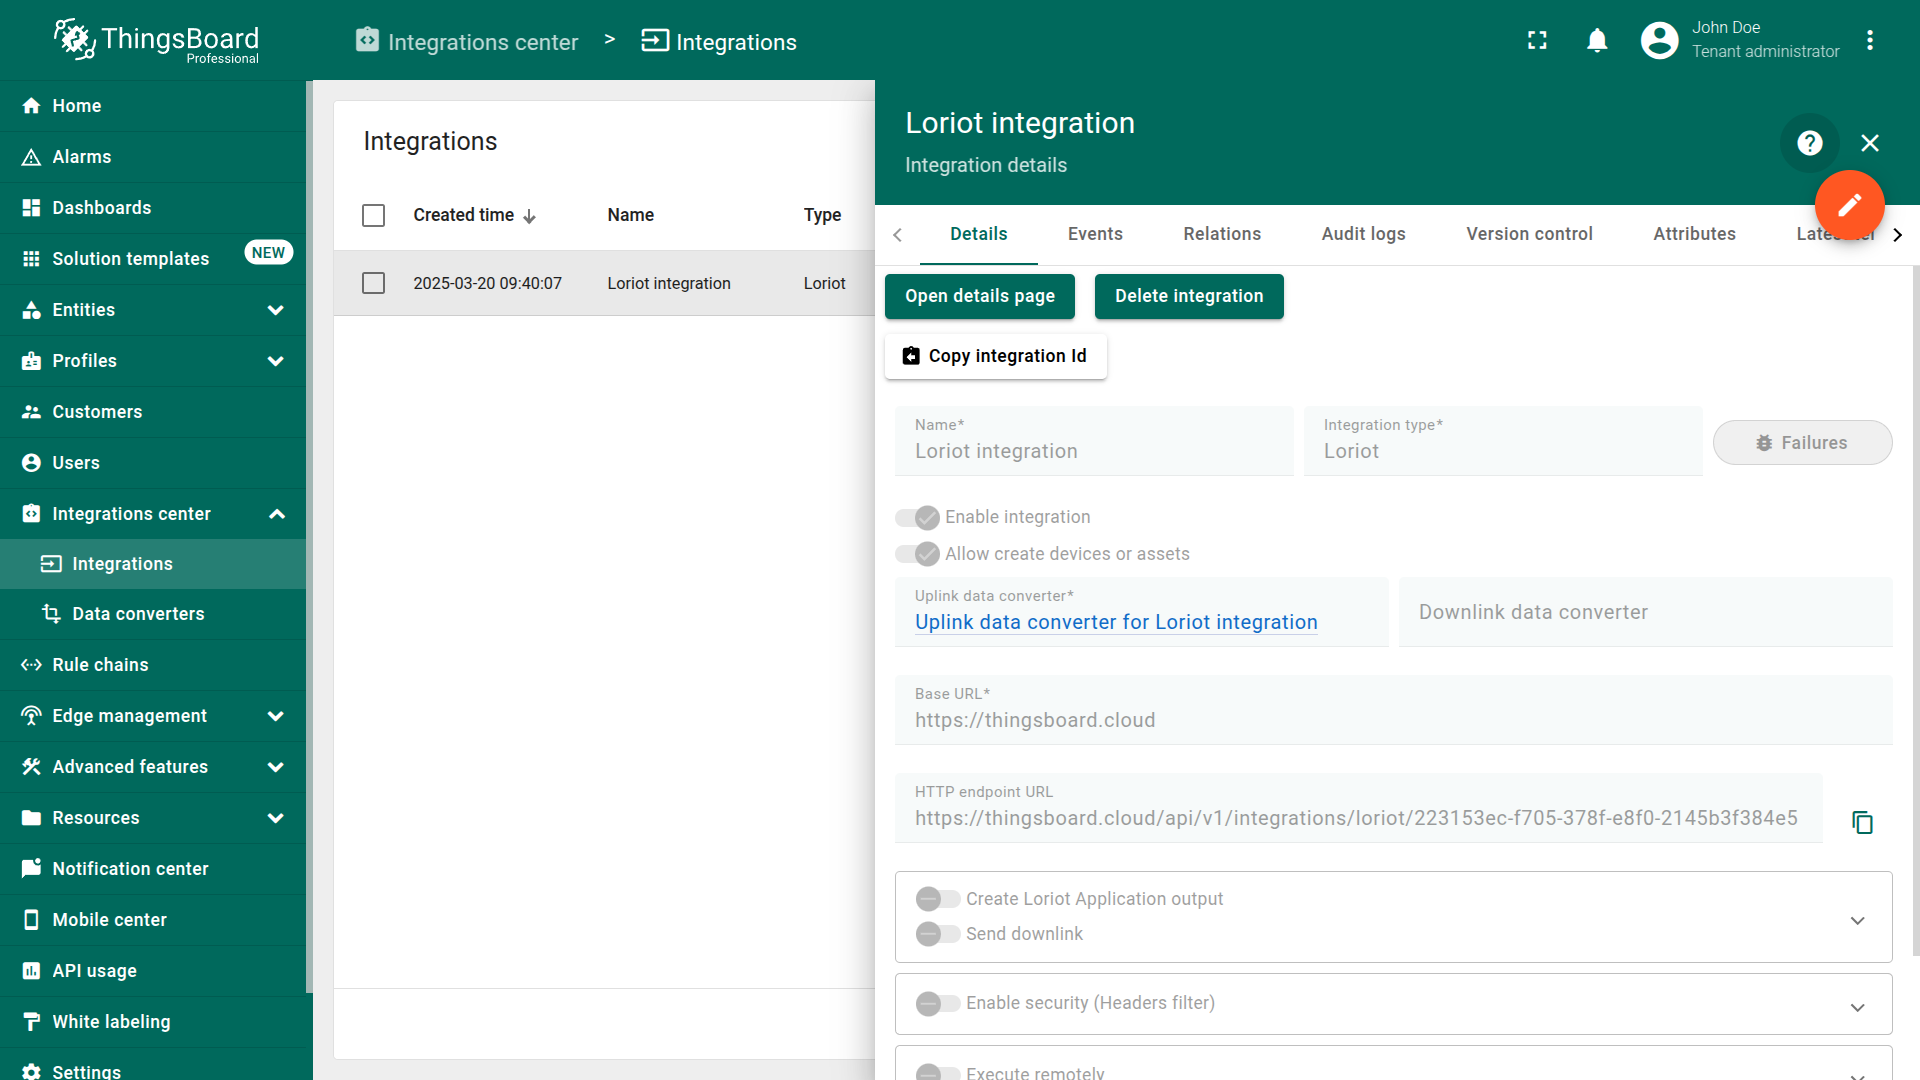 ThingsBoard
Professional
Integrations center > Integrations
John Doe
Tenant administrator
Home
Alarms
Dashboards
Solution templates NEW
Entities
Profiles
Customers
Users
Integrations center
Integrations
Data converters
Rule chains
Edge management
Advanced features
Resources
Notification center
Mobile center
API usage
White labeling
Settings
Integrations
Created time Name Type
2025-03-20 09:40:07 Loriot integration Loriot
Loriot integration
Integration details
Details Events Relations Audit logs Version control Attributes
Open details page Delete integration
Copy integration Id
Name*
Loriot integration
Integration type*
Loriot
Failures
Enable integration
Allow create devices or assets
Uplink data converter*
Uplink data converter for Loriot integration
Downlink data converter
Base URL*
https://thingsboard.cloud
HTTP endpoint URL
https://thingsboard.cloud/api/v1/integrations/loriot/223153ec-f705-378f-e8f0-2145b3f384e5
Create Loriot Application output
Send downlink
Enable security (Headers filter)
Execute remotely